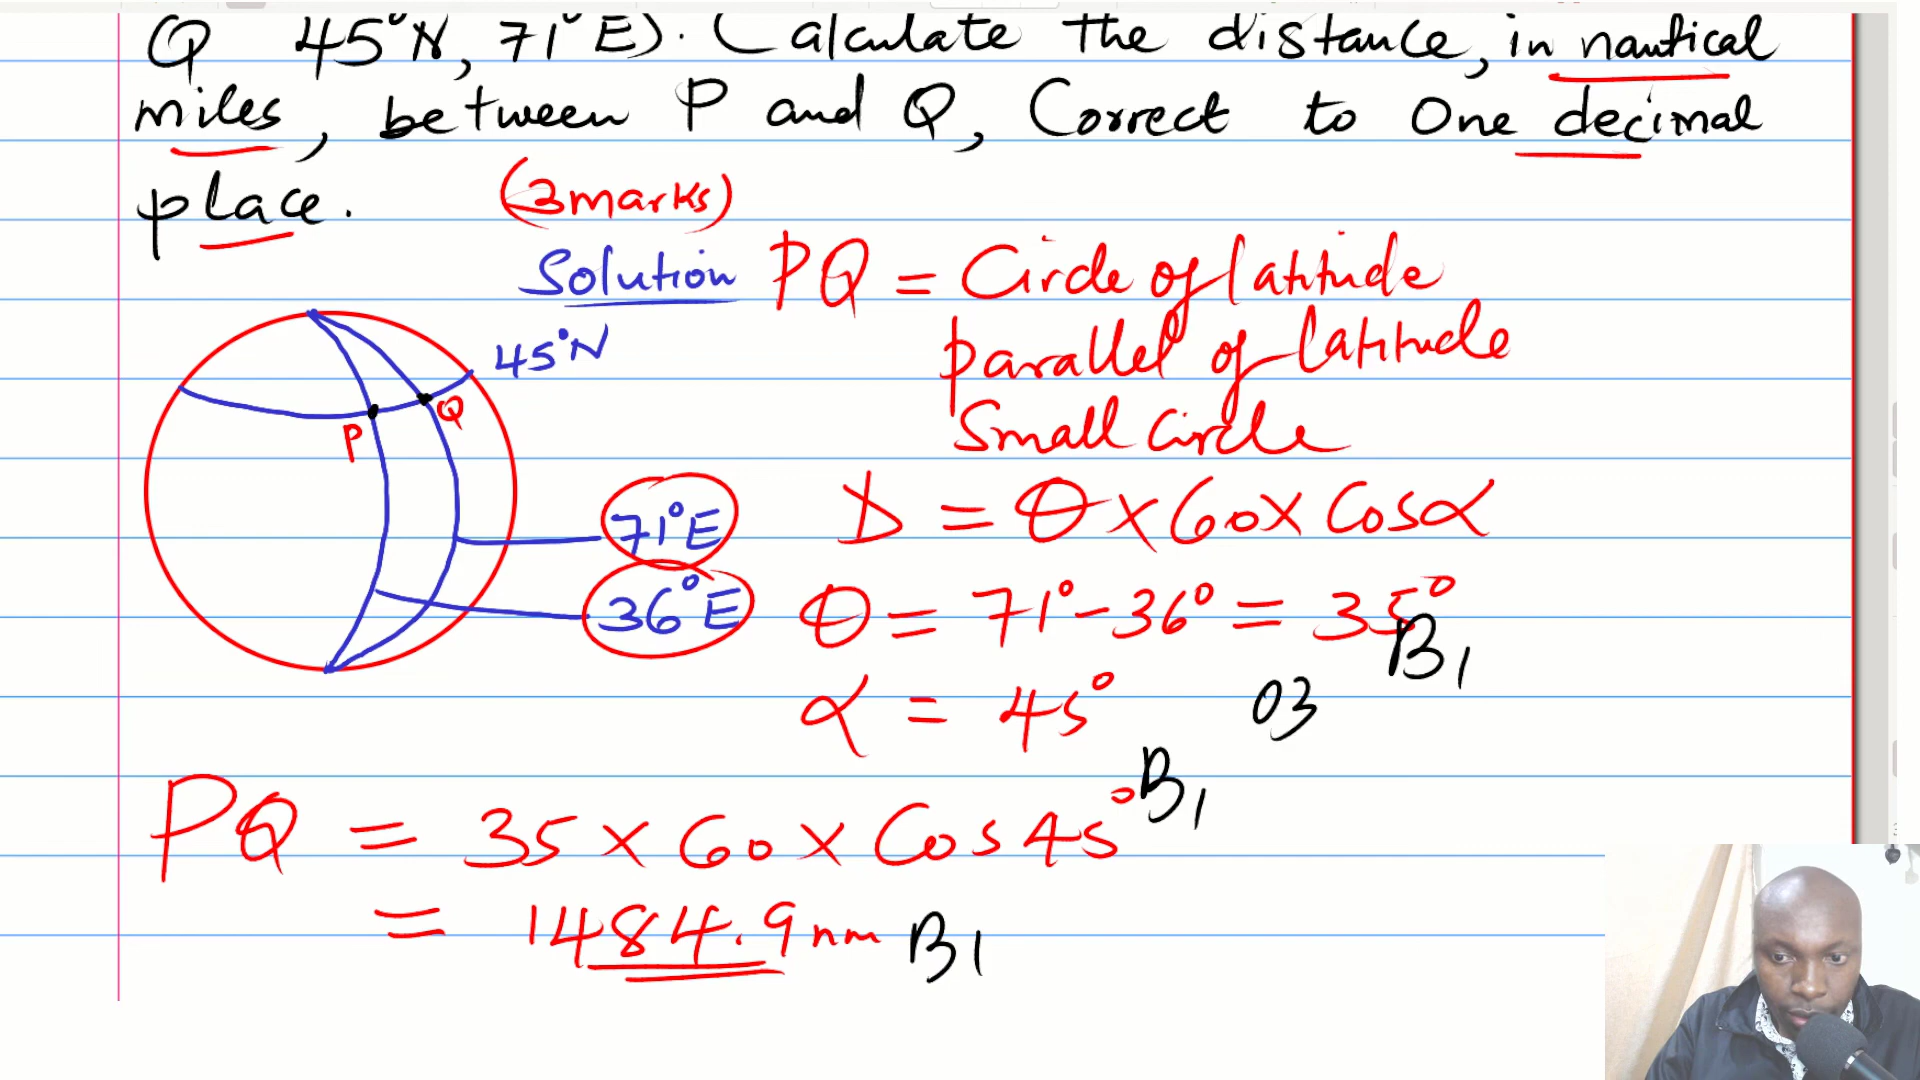 Q 45°N, 71°E). Calculate the distance, in nautical
miles, between P and Q, Correct to One decimal
place. (3marks)
Solution PQ = Circle of latitude
parallel of latitude
Small Circle
45°N
P Q
71°E
36°E
D = θ × 60 × Cosα
θ = 71° - 36° = 35° B1
α = 45° 03
PQ = 35 × 60 × Cos 45° B1
= 1484.9nm B1